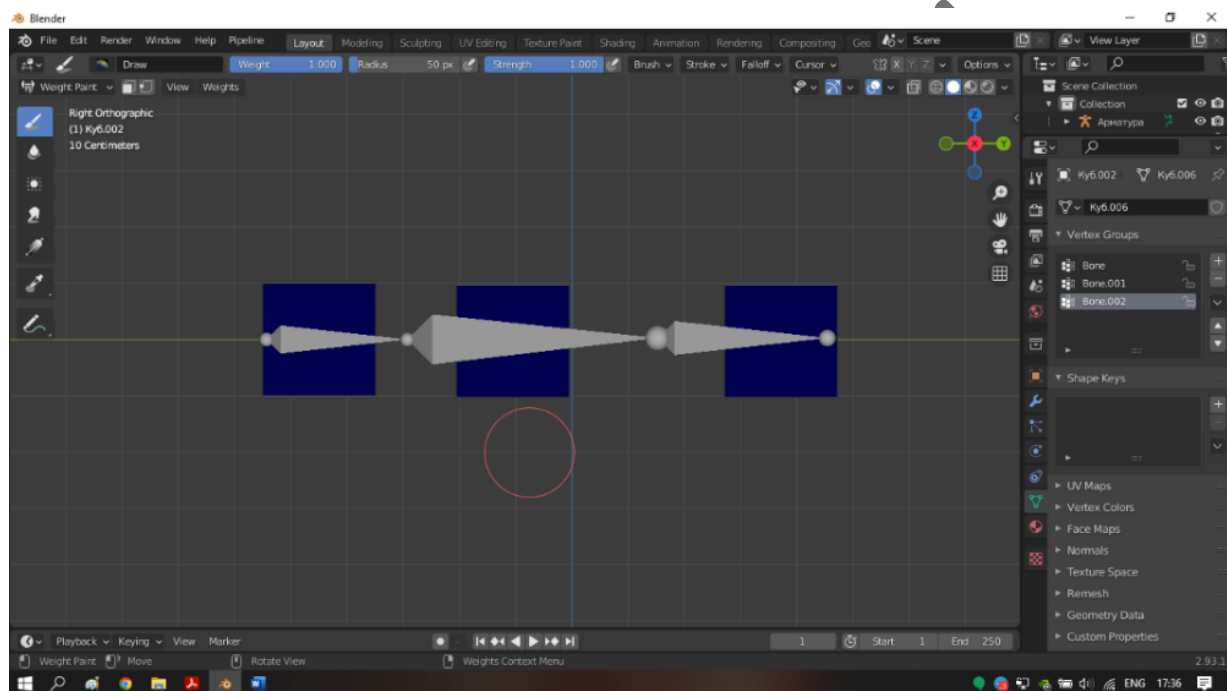 Blender
File Edit Render Window Help Pipeline Layout Modeling Sculpting UV Editing Texture Paint Shading Animation Rendering Compositing Geo Scene View Layer
Draw Weight 1.000 Radius 50 px Strength 1.000 Brush Stroke Falloff Cursor X Y Z Options
Weight Paint View Weights
Right Orthographic
(1) Куб.002
10 Centimeters
Z
X
Y
Scene Collection
Collection
Арматура
Куб.002 Куб.006
Куб.006
Vertex Groups
Bone
Bone.001
Bone.002
Shape Keys
UV Maps
Vertex Colors
Face Maps
Normals
Texture Space
Remesh
Geometry Data
Custom Properties
Playback Keying View Marker 1 Start 1 End 250
Weight Paint Move Rotate View Weights Context Menu 2.93.1
ENG 17:36